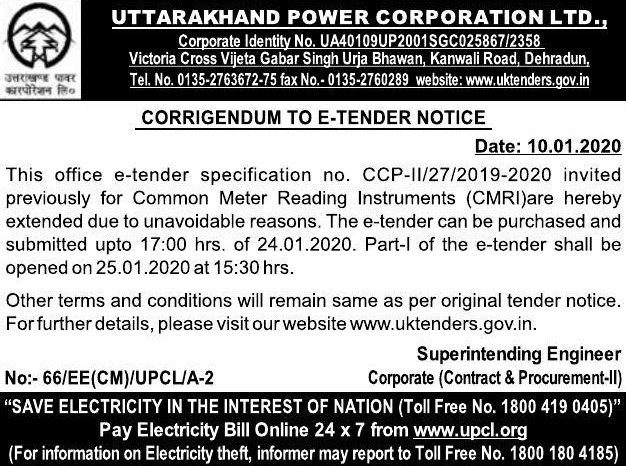 UTTARAKHAND POWER CORPORATION LTD.,
Corporate Identity No. UA40109UP2001SGC025867/2358
Victoria Cross Vijeta Gabar Singh Urja Bhawan, Kanwali Road, Dehradun,
उत्तराखण्ड पावर
कारपोरेशन लि०
Tel. No. 0135-2763672-75 fax No.- 0135-2760289 website: www.uktenders.gov.in
CORRIGENDUM TO E-TENDER NOTICE
Date: 10.01.2020
This office e-tender specification no. CCP-II/27/2019-2020 invited
previously for Common Meter Reading Instruments (CMRI)are hereby
extended due to unavoidable reasons. The e-tender can be purchased and
submitted upto 17:00 hrs. of 24.01.2020. Part-I of the e-tender shall be
opened on 25.01.2020 at 15:30 hrs.
Other terms and conditions will remain same as per original tender notice.
For further details, please visit our website www.uktenders.gov.in.
Superintending Engineer
No:- 66/EE(CM)/UPCL/A-2 Corporate (Contract & Procurement-II)
“SAVE ELECTRICITY IN THE INTEREST OF NATION (Toll Free No. 1800 419 0405)”
Pay Electricity Bill Online 24 x 7 from www.upcl.org
(For information on Electricity theft, informer may report to Toll Free No. 1800 180 4185)